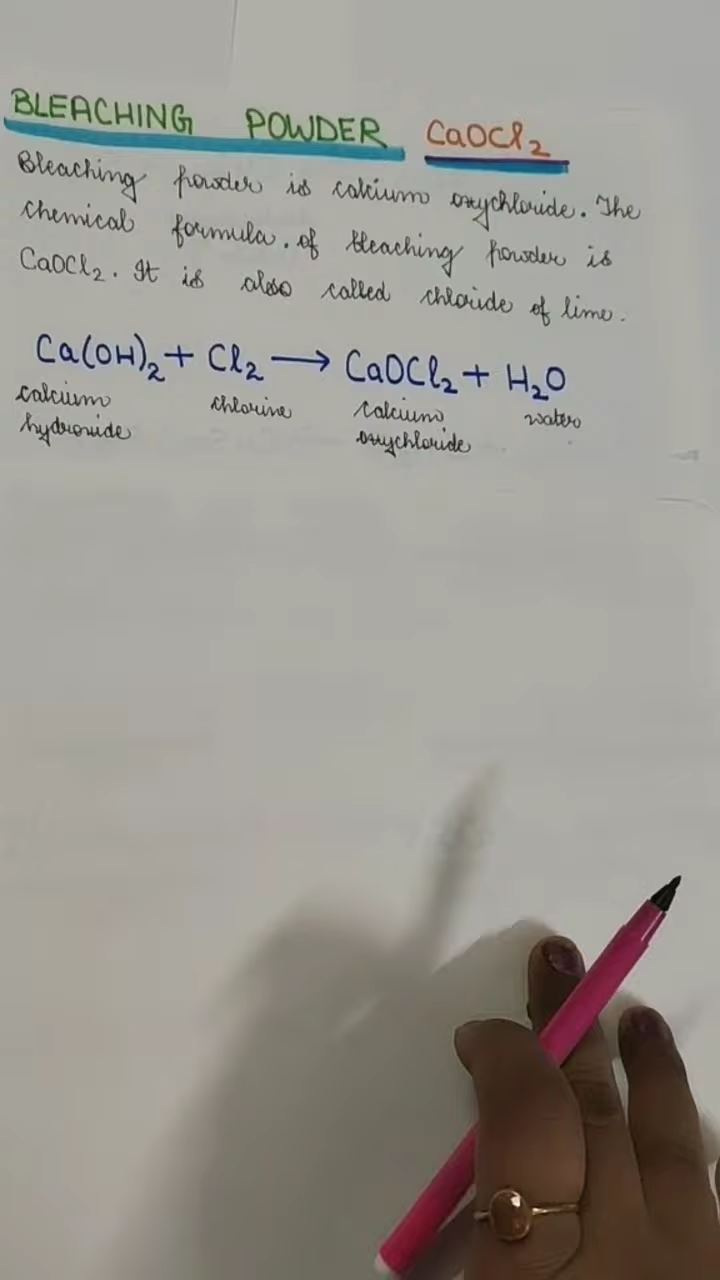 BLEACHING POWDER CaOCl₂
Bleaching powder is calcium oxychloride. The
chemical formula. of bleaching powder is
CaOCl₂. It is also called chloride of lime.
Ca(OH)₂ + Cl₂ ⟶ CaOCl₂ + H₂O
calcium chlorine calcium water
hydroxide oxychloride